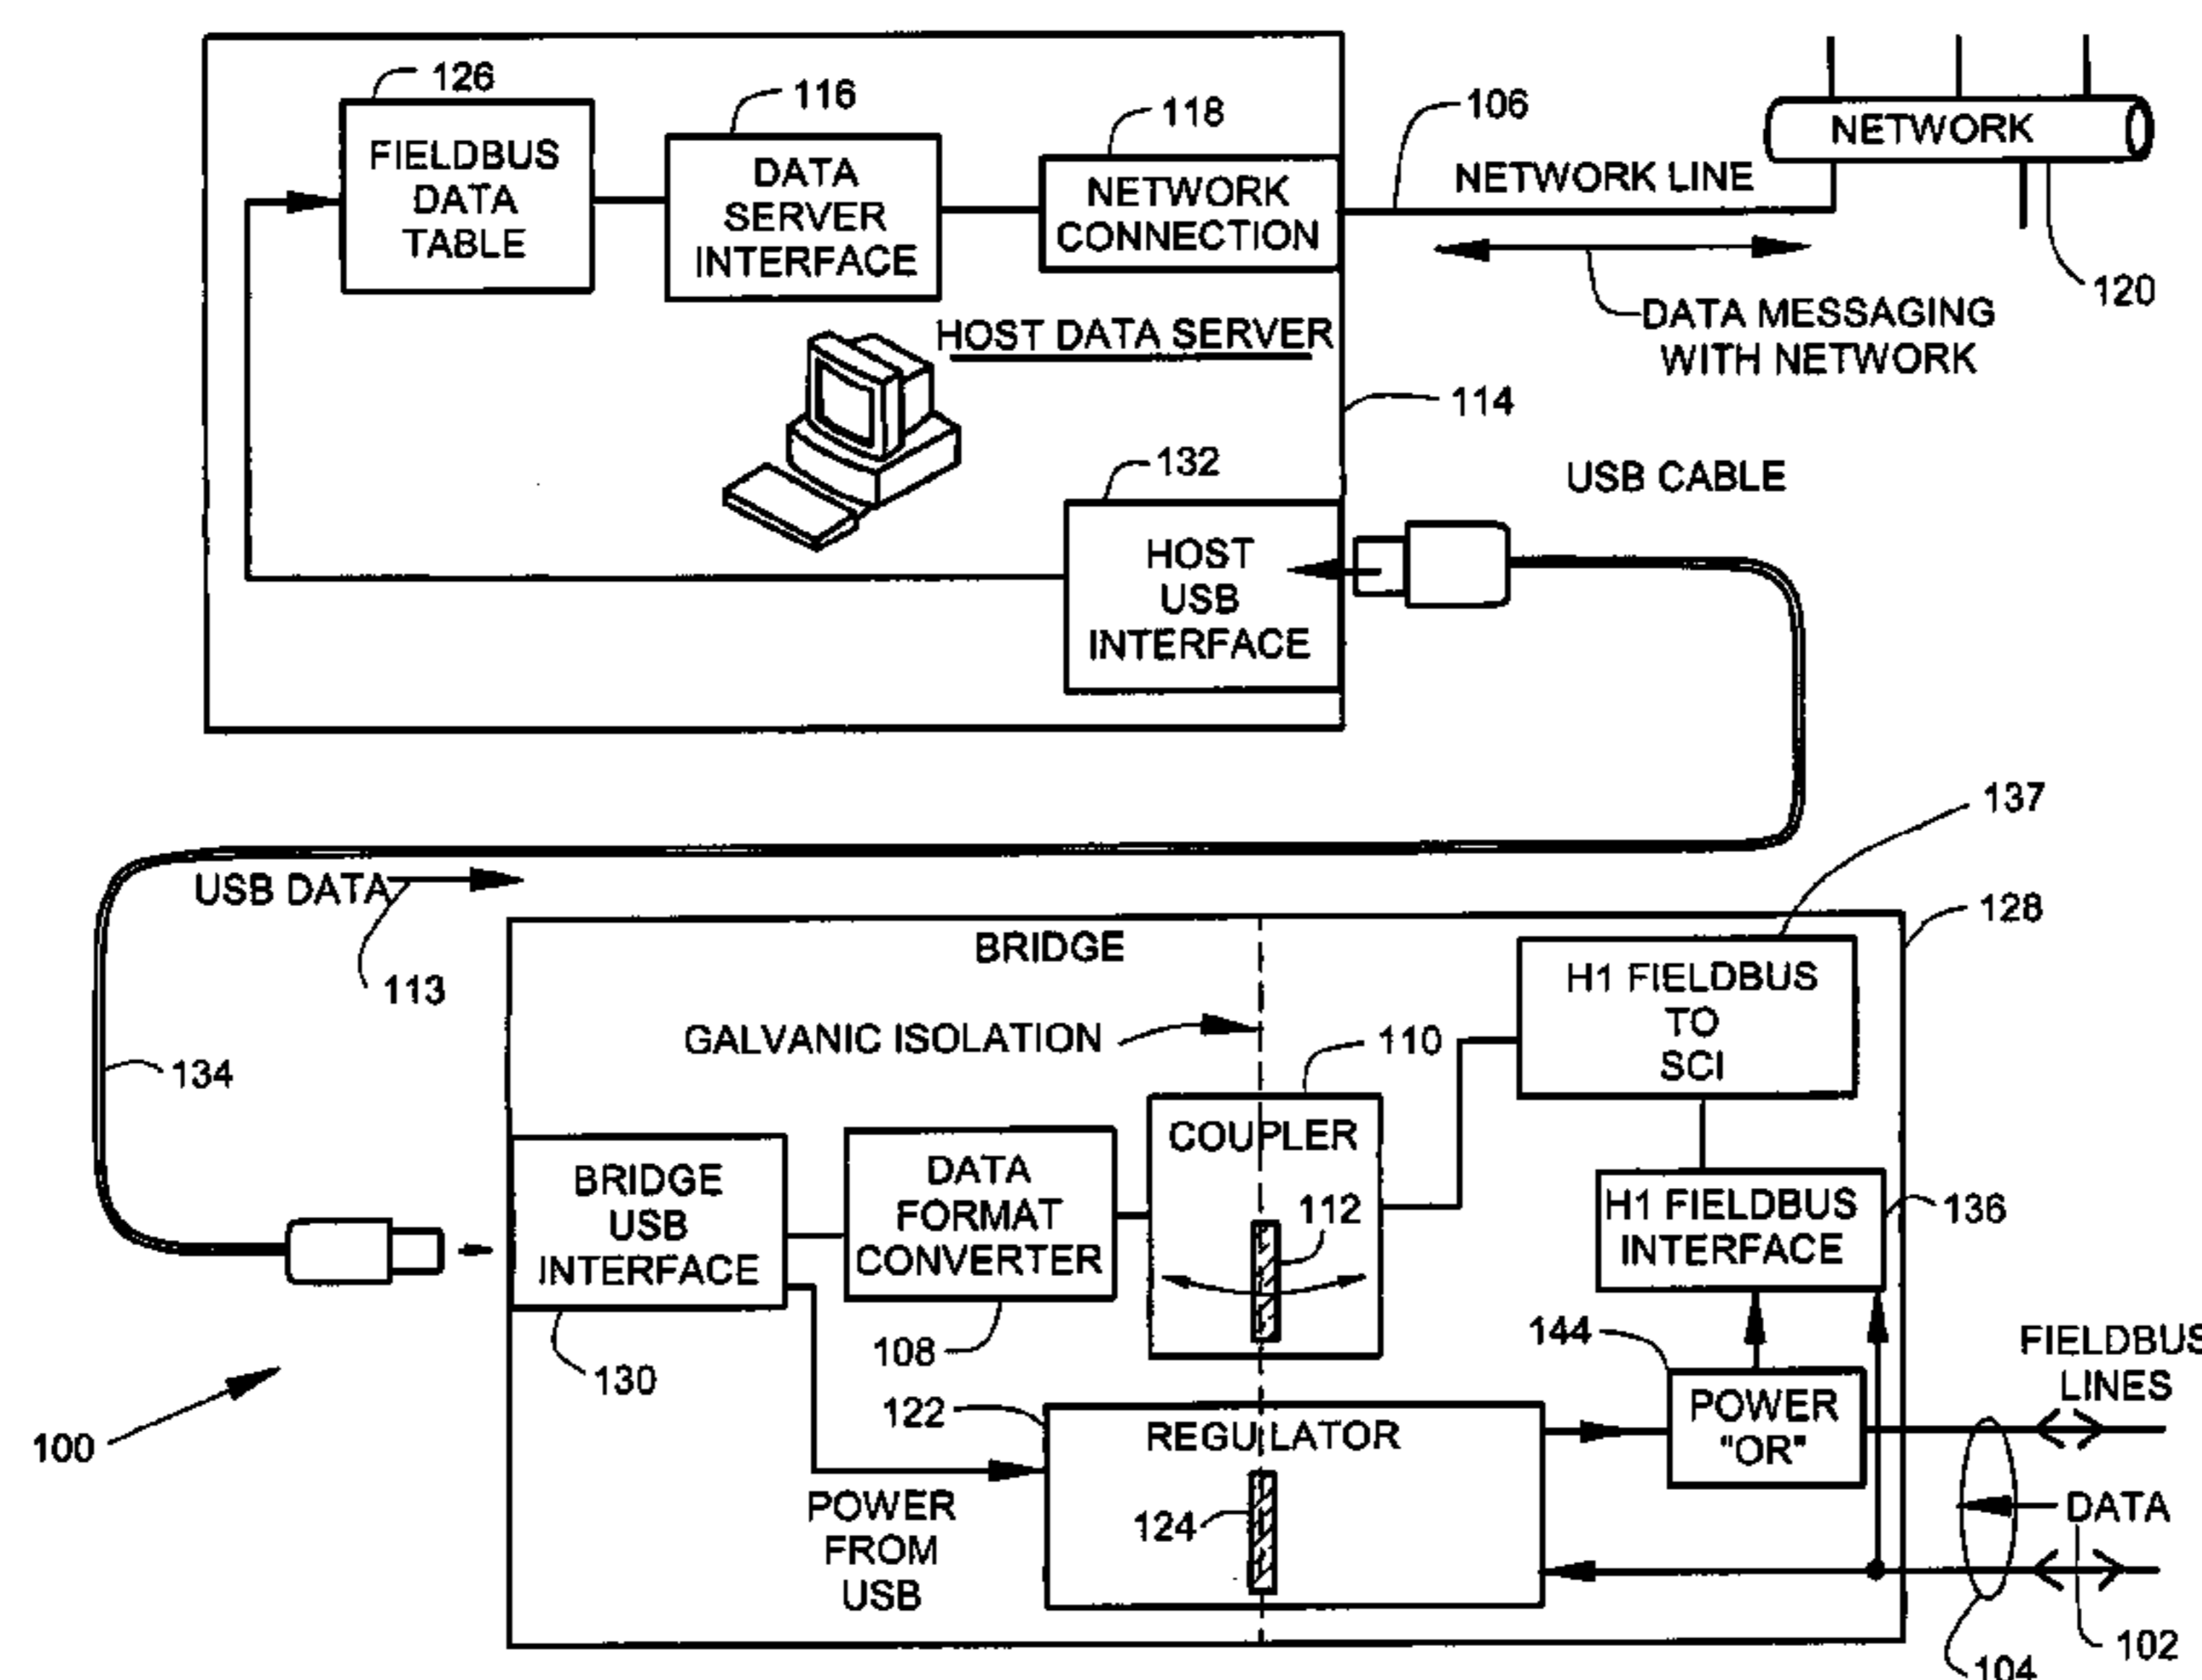 126
FIELDBUS
DATA
TABLE
116
DATA
SERVER
INTERFACE
118
NETWORK
CONNECTION
106
NETWORK LINE
NETWORK
120
DATA MESSAGING
WITH NETWORK
HOST DATA SERVER
114
132
HOST
USB
INTERFACE
USB CABLE
USB DATA
113
134
137
128
BRIDGE
GALVANIC ISOLATION
110
H1 FIELDBUS
TO
SCI
COUPLER
112
BRIDGE
USB
INTERFACE
130
DATA
FORMAT
CONVERTER
108
H1 FIELDBUS
INTERFACE
136
144
POWER
"OR"
FIELDBUS
LINES
122
REGULATOR
124
POWER
FROM
USB
DATA
102
104
100